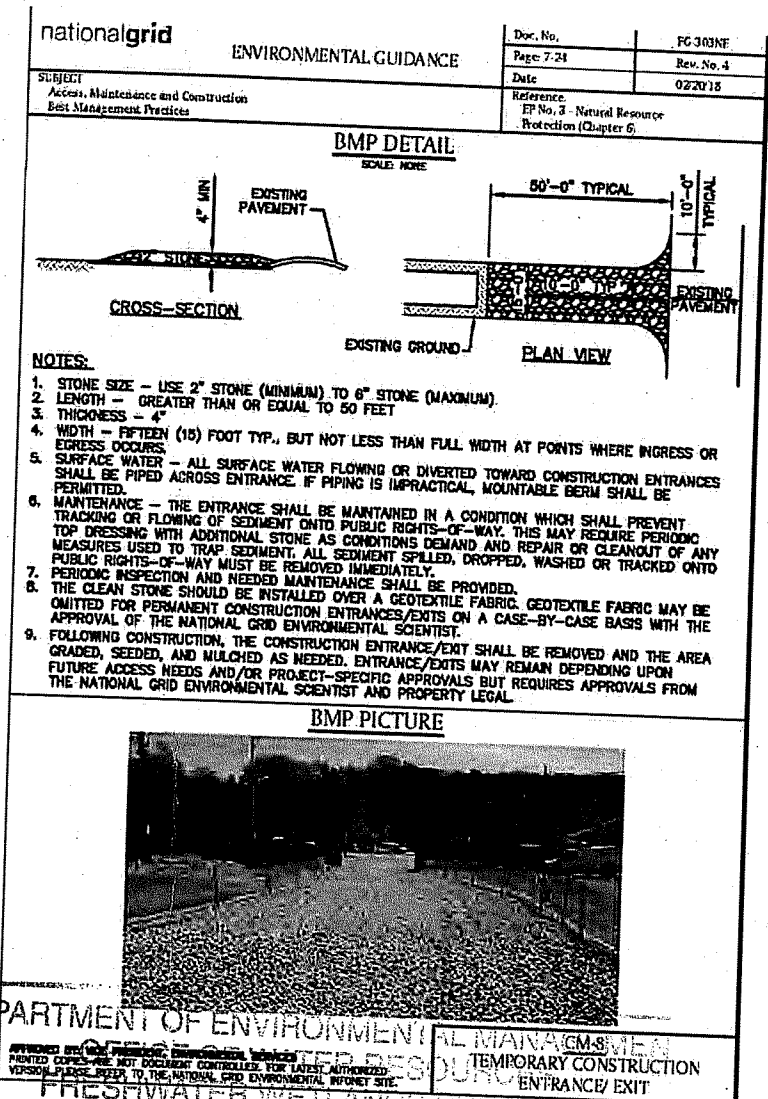 nationalgrid
ENVIRONMENTAL GUIDANCE
Doc. No.
Page: 7-24
Rev. No. 4
Date
02/20/18
SUBJECT
Access, Maintenance and Construction
Best Management Practices
Reference
EP No. 3 - Natural Resource
Protection (Chapter 6)
BMP DETAIL
SCALE: NONE
4" MIN
EXISTING
PAVEMENT
2" STONE
CROSS-SECTION
50'-0" TYPICAL
10'-0"
TYPICAL
EXISTING
PAVEMENT
EXISTING GROUND
PLAN VIEW
NOTES:
1. STONE SIZE - USE 2" STONE (MINIMUM) TO 6" STONE (MAXIMUM)
2. LENGTH - GREATER THAN OR EQUAL TO 50 FEET
3. THICKNESS - 4"
4. WIDTH - FIFTEEN (15) FOOT TYP., BUT NOT LESS THAN FULL WIDTH AT POINTS WHERE INGRESS OR
EGRESS OCCURS.
5. SURFACE WATER - ALL SURFACE WATER FLOWING OR DIVERTED TOWARD CONSTRUCTION ENTRANCES
SHALL BE PIPED ACROSS ENTRANCE. IF PIPING IS IMPRACTICAL, MOUNTABLE BERM SHALL BE
PERMITTED.
6. MAINTENANCE - THE ENTRANCE SHALL BE MAINTAINED IN A CONDITION WHICH SHALL PREVENT
TRACKING OR FLOWING OF SEDIMENT ONTO PUBLIC RIGHTS-OF-WAY. THIS MAY REQUIRE PERIODIC
TOP DRESSING WITH ADDITIONAL STONE AS CONDITIONS DEMAND AND REPAIR OR CLEANOUT OF ANY
MEASURES USED TO TRAP SEDIMENT. ALL SEDIMENT SPILLED, DROPPED, WASHED OR TRACKED ONTO
PUBLIC RIGHTS-OF-WAY MUST BE REMOVED IMMEDIATELY.
7. PERIODIC INSPECTION AND NEEDED MAINTENANCE SHALL BE PROVIDED.
8. THE CLEAN STONE SHOULD BE INSTALLED OVER A GEOTEXTILE FABRIC. GEOTEXTILE FABRIC MAY BE
OMITTED FOR PERMANENT CONSTRUCTION ENTRANCES/EXITS ON A CASE-BY-CASE BASIS WITH THE
APPROVAL OF THE NATIONAL GRID ENVIRONMENTAL SCIENTIST.
9. FOLLOWING CONSTRUCTION, THE CONSTRUCTION ENTRANCE/EXIT SHALL BE REMOVED AND THE AREA
GRADED, SEEDED, AND MULCHED AS NEEDED. ENTRANCE/EXITS MAY REMAIN DEPENDING UPON
FUTURE ACCESS NEEDS AND/OR PROJECT-SPECIFIC APPROVALS BUT REQUIRES APPROVALS FROM
THE NATIONAL GRID ENVIRONMENTAL SCIENTIST AND PROPERTY LEGAL.
BMP PICTURE
PARTMENT OF ENVIRONMENTAL MANAGEMEN
PRINTED COPIES ARE NOT DOCUMENT CONTROLLED. FOR LATEST AUTHORIZED
VERSION PLEASE REFER TO THE NATIONAL GRID ENVIRONMENTAL INFONET SITE.
CM-8
TEMPORARY CONSTRUCTION
ENTRANCE/ EXIT
FRESHWATER